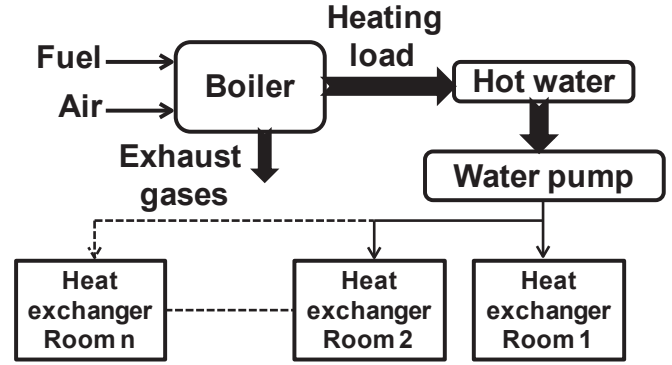 Fuel
Air
Boiler
Heating
load
Hot water
Exhaust
gases
Water pump
Heat
exchanger
Room n
Heat
exchanger
Room 2
Heat
exchanger
Room 1